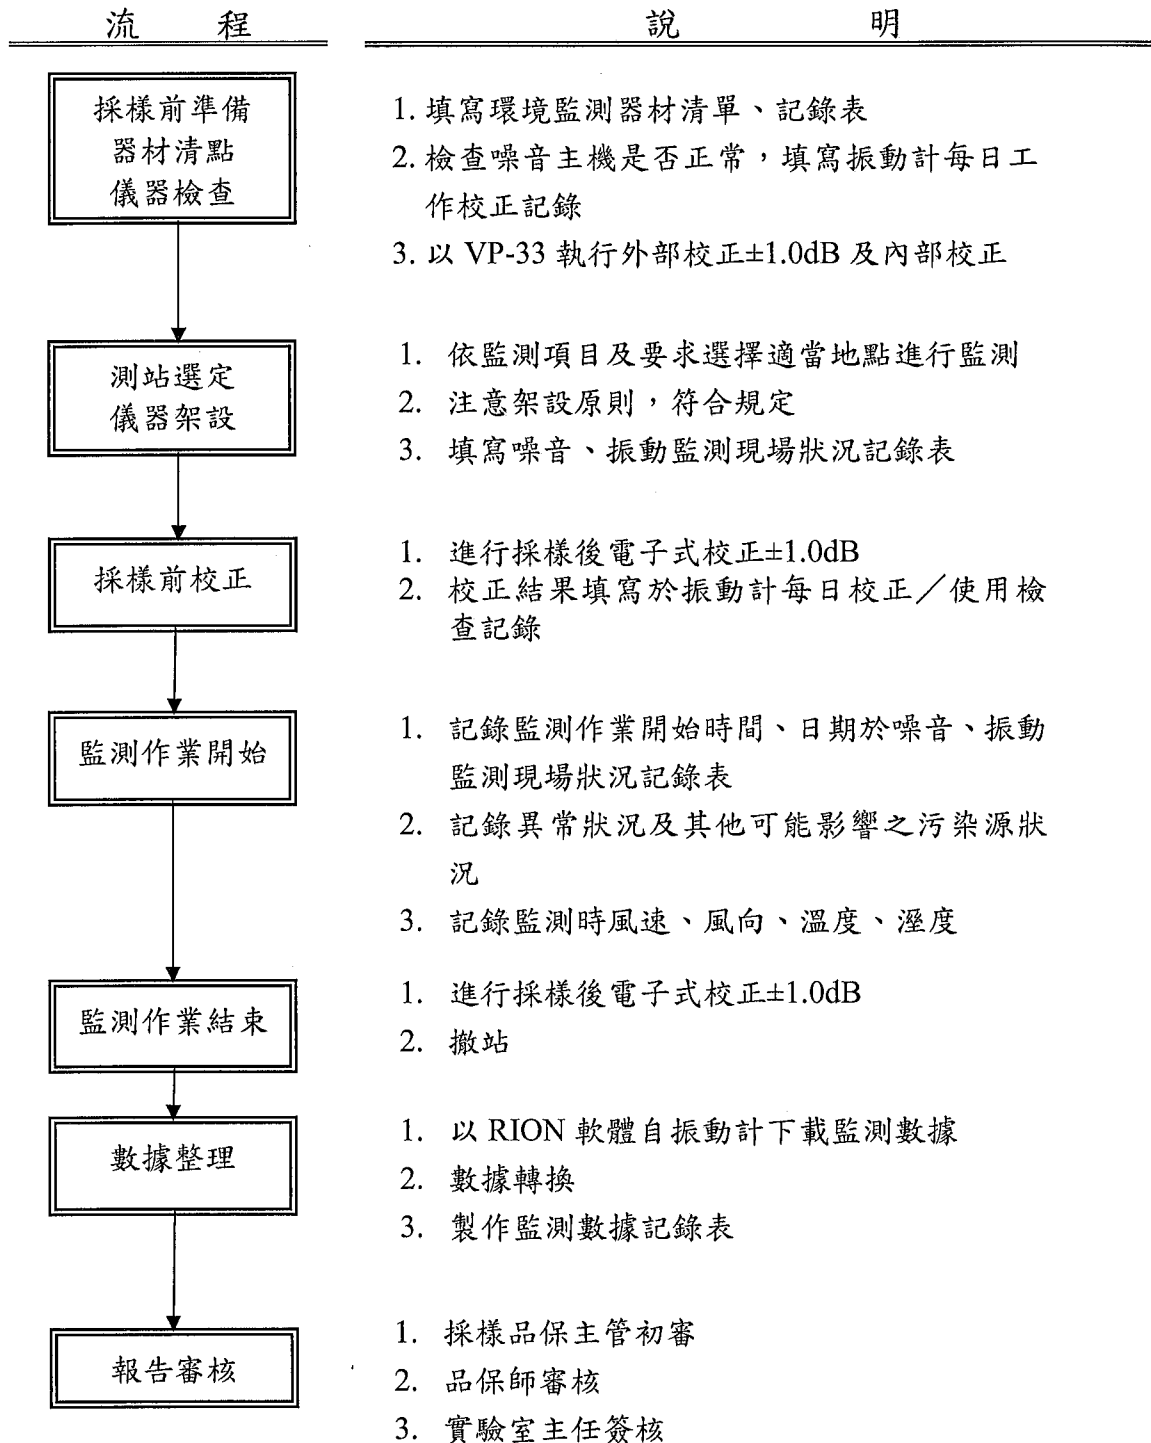 流 程
說 明
採樣前準備
器材清點
儀器檢查
1. 填寫環境監測器材清單、記錄表
2. 檢查噪音主機是否正常，填寫振動計每日工
作校正記錄
3. 以 VP-33 執行外部校正±1.0dB 及內部校正
測站選定
儀器架設
1. 依監測項目及要求選擇適當地點進行監測
2. 注意架設原則，符合規定
3. 填寫噪音、振動監測現場狀況記錄表
採樣前校正
1. 進行採樣後電子式校正±1.0dB
2. 校正結果填寫於振動計每日校正／使用檢
查記錄
監測作業開始
1. 記錄監測作業開始時間、日期於噪音、振動
監測現場狀況記錄表
2. 記錄異常狀況及其他可能影響之污染源狀
況
3. 記錄監測時風速、風向、溫度、溼度
監測作業結束
1. 進行採樣後電子式校正±1.0dB
2. 撤站
數據整理
1. 以 RION 軟體自振動計下載監測數據
2. 數據轉換
3. 製作監測數據記錄表
報告審核
1. 採樣品保主管初審
2. 品保師審核
3. 實驗室主任簽核